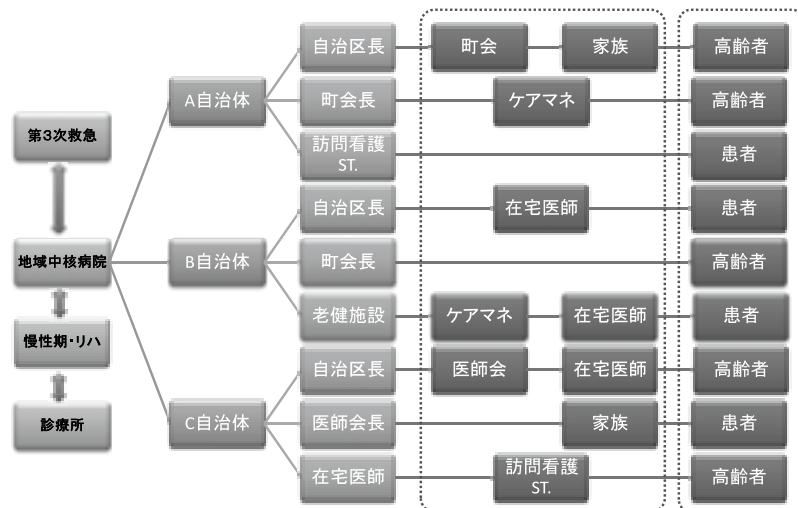 第3次救急
地域中核病院
慢性期・リハ
診療所
A自治体
B自治体
C自治体
自治区長
町会
家族
高齢者
町会長
ケアマネ
高齢者
訪問看護
ST.
患者
自治区長
在宅医師
患者
町会長
高齢者
老健施設
ケアマネ
在宅医師
患者
自治区長
医師会
在宅医師
高齢者
医師会長
家族
患者
在宅医師
訪問看護
ST.
高齢者